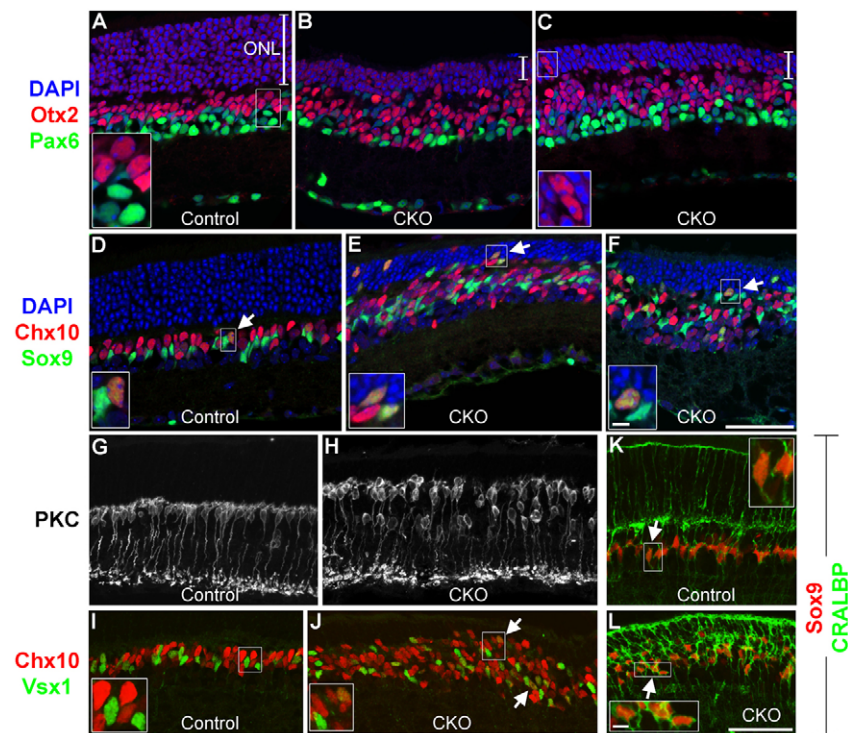 A
B
C
ONL
DAPI
Otx2
Pax6
Control
CKO
CKO
D
E
F
DAPI
Chx10
Sox9
Control
CKO
CKO
G
H
K
PKC
Control
CKO
Control
I
J
L
Chx10
Vsx1
Control
CKO
CKO
Sox9
CRALBP